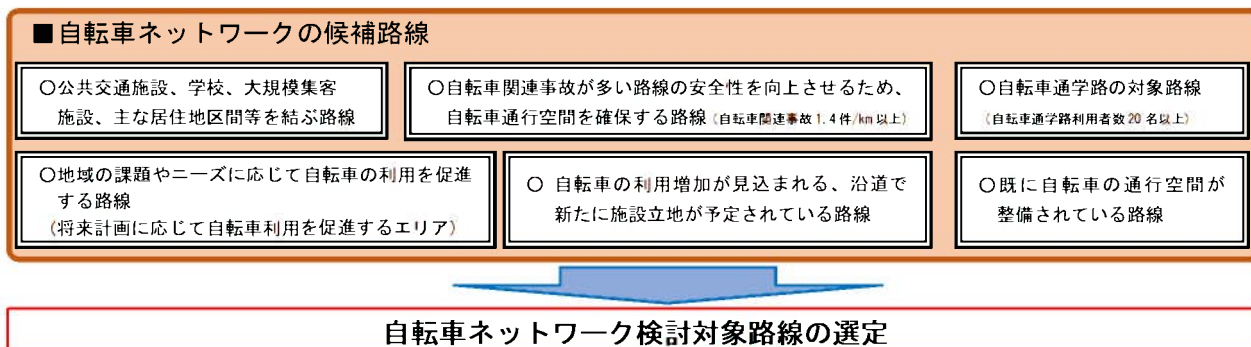 ■自転車ネットワークの候補路線
○公共交通施設、学校、大規模集客
施設、主な居住地区間等を結ぶ路線
○自転車関連事故が多い路線の安全性を向上させるため、
自転車通行空間を確保する路線（自転車関連事故1.4件/km以上）
○自転車通学路の対象路線
（自転車通学路利用者数20名以上）
○地域の課題やニーズに応じて自転車の利用を促進
する路線
（将来計画に応じて自転車利用を促進するエリア）
○ 自転車の利用増加が見込まれる、沿道で
新たに施設立地が予定されている路線
○既に自転車の通行空間が
整備されている路線
自転車ネットワーク検討対象路線の選定